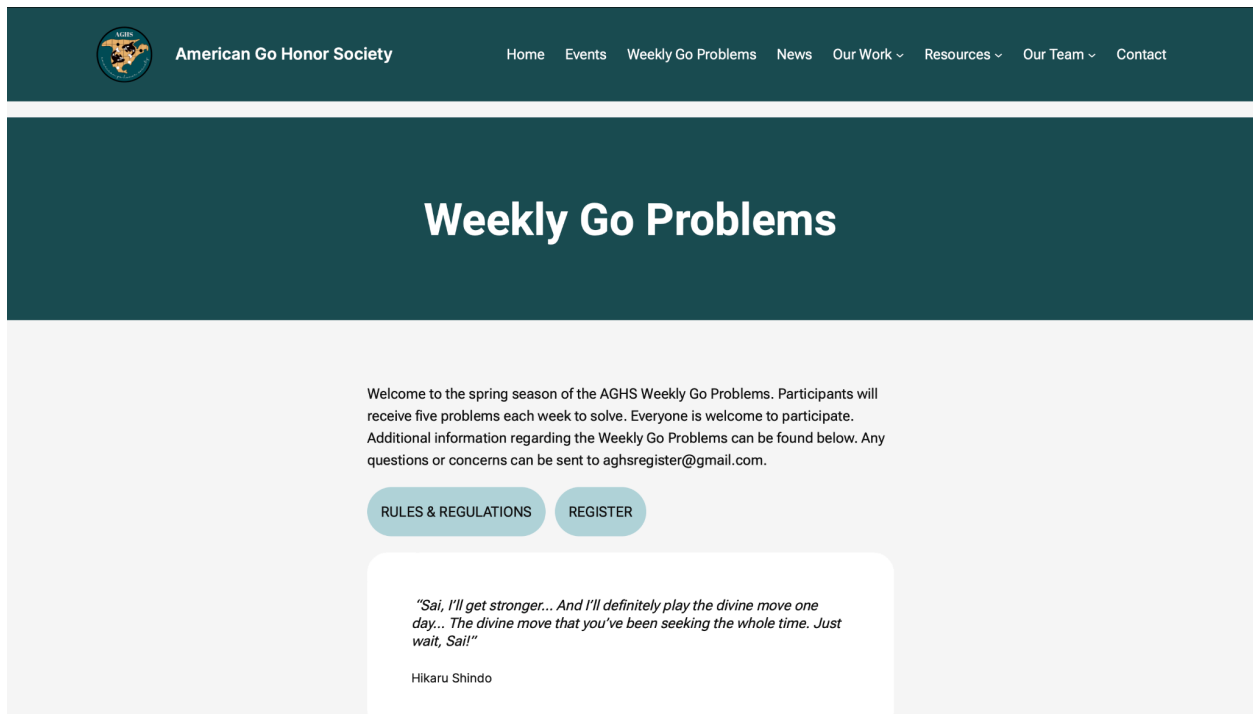 AGHS
American Go Honor Society
Home
Events
Weekly Go Problems
News
Our Work
Resources
Our Team
Contact
Weekly Go Problems
Welcome to the spring season of the AGHS Weekly Go Problems. Participants will
receive five problems each week to solve. Everyone is welcome to participate.
Additional information regarding the Weekly Go Problems can be found below. Any
questions or concerns can be sent to aghsregister@gmail.com.
RULES & REGULATIONS
REGISTER
“Sai, I’ll get stronger... And I’ll definitely play the divine move one
day... The divine move that you’ve been seeking the whole time. Just
wait, Sai!”
Hikaru Shindo